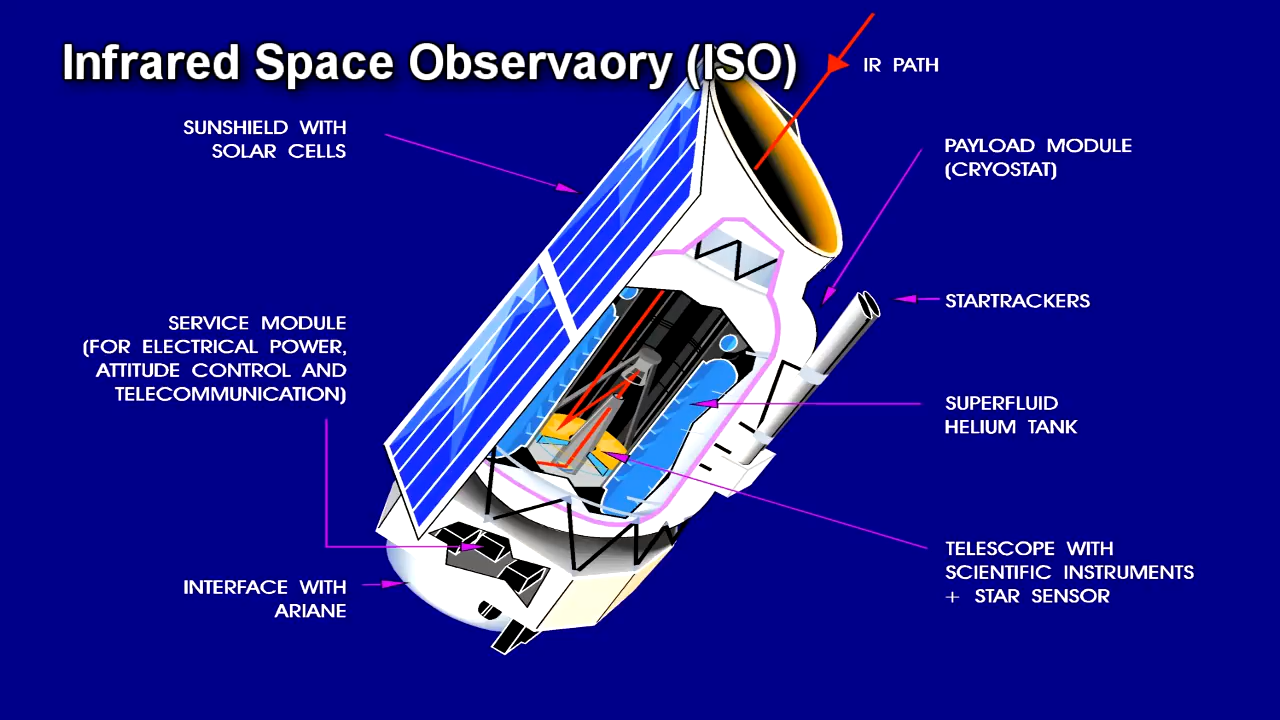 Infrared Space Observaory (ISO)
IR PATH
SUNSHIELD WITH
SOLAR CELLS
PAYLOAD MODULE
(CRYOSTAT)
STARTRACKERS
SERVICE MODULE
(FOR ELECTRICAL POWER,
ATTITUDE CONTROL AND
TELECOMMUNICATION)
SUPERFLUID
HELIUM TANK
TELESCOPE WITH
SCIENTIFIC INSTRUMENTS
+ STAR SENSOR
INTERFACE WITH
ARIANE